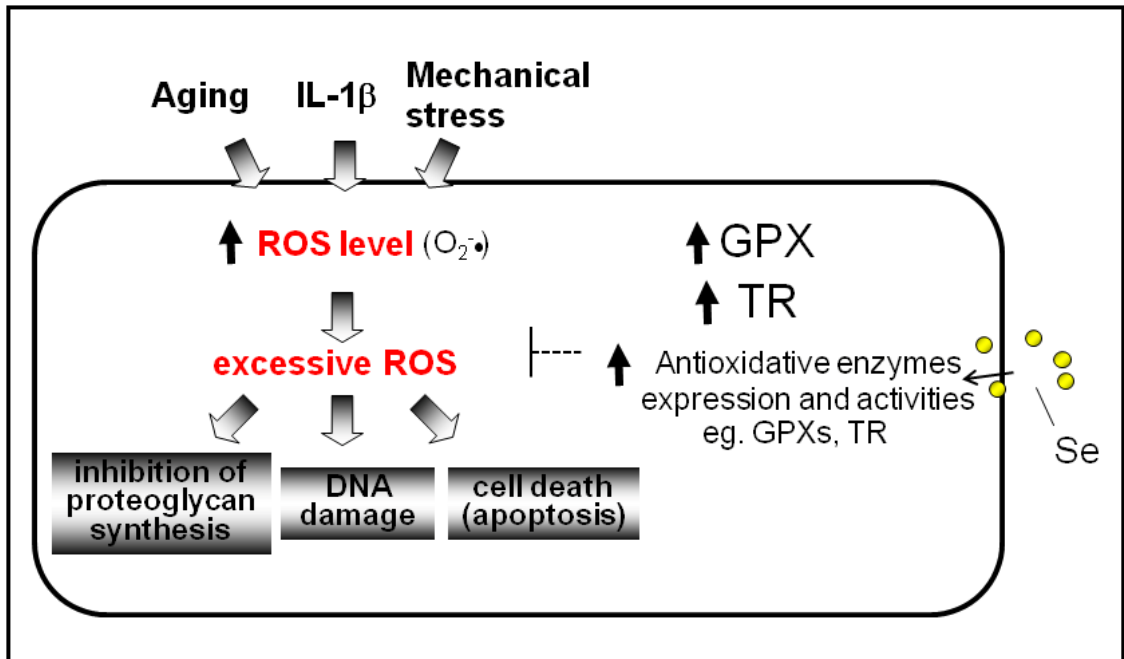 Aging
IL-1β
Mechanical
stress
ROS level (O₂⁻•)
excessive ROS
inhibition of
proteoglycan
synthesis
DNA
damage
cell death
(apoptosis)
GPX
TR
Antioxidative enzymes
expression and activities
eg. GPXs, TR
Se